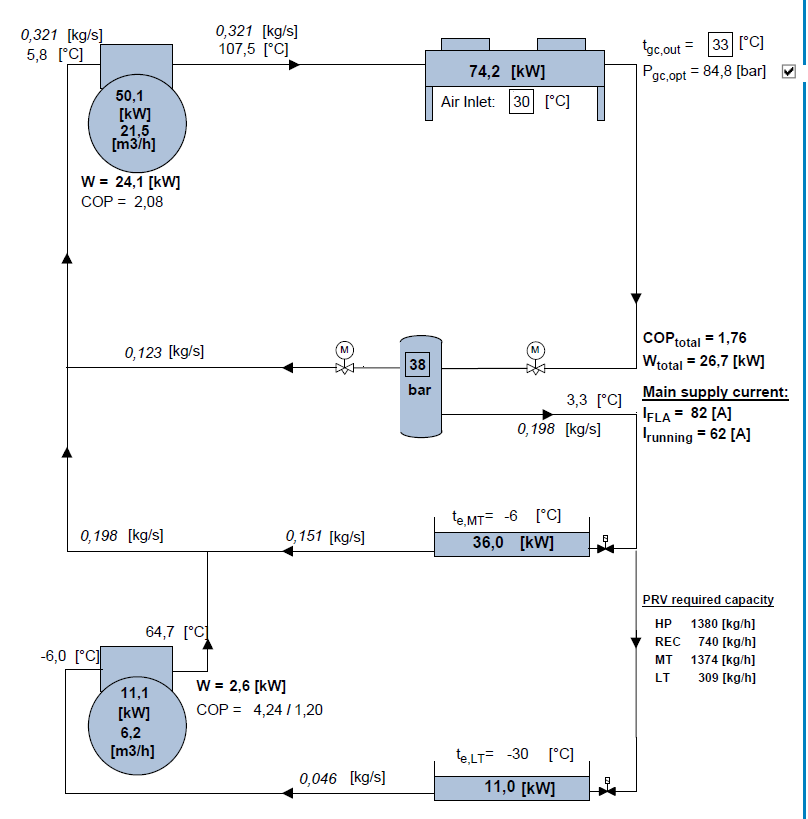 0,321 [kg/s]
5,8 [°C]
0,321 [kg/s]
107,5 [°C]
50,1
[kW]
21,5
[m3/h]
W = 24,1 [kW]
COP = 2,08
74,2 [kW]
Air Inlet: 30 [°C]
tgc,out = 33 [°C]
Pgc,opt = 84,8 [bar]
0,123 [kg/s]
M
38
bar
M
COPtotal = 1,76
Wtotal = 26,7 [kW]
Main supply current:
IFLA = 82 [A]
Irunning = 62 [A]
3,3 [°C]
0,198 [kg/s]
0,198 [kg/s]
0,151 [kg/s]
te,MT= -6 [°C]
36,0 [kW]
PRV required capacity
HP 1380 [kg/h]
REC 740 [kg/h]
MT 1374 [kg/h]
LT 309 [kg/h]
64,7 [°C]
-6,0 [°C]
11,1
[kW]
6,2
[m3/h]
W = 2,6 [kW]
COP = 4,24 / 1,20
0,046 [kg/s]
te,LT= -30 [°C]
11,0 [kW]